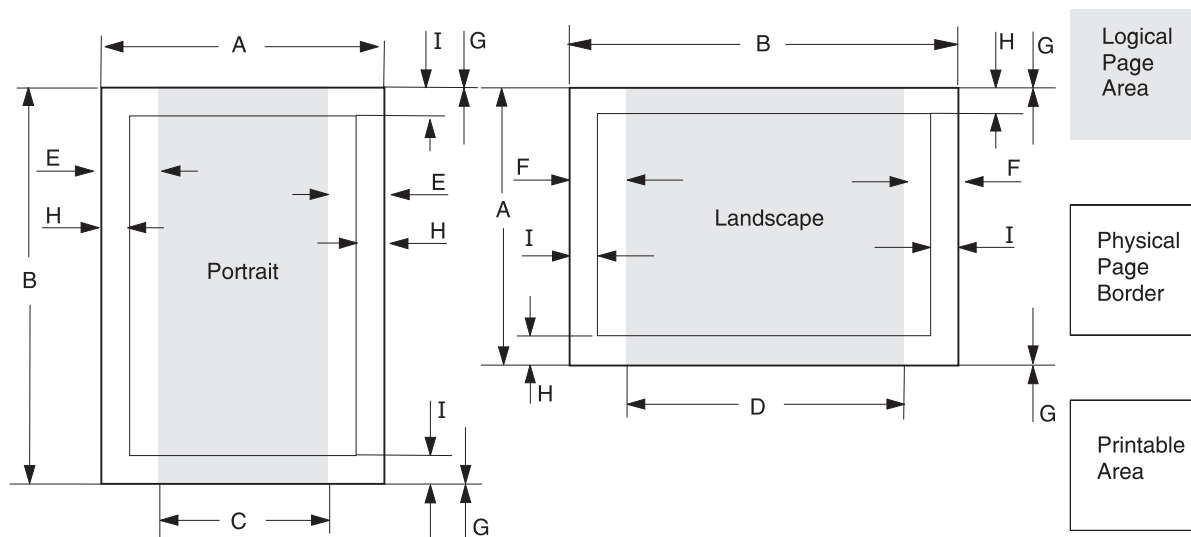 A
I
G
E
E
H
H
B
Portrait
I
C
G
B
H
G
F
F
A
Landscape
I
I
H
D
G
Logical
Page
Area
Physical
Page
Border
Printable
Area